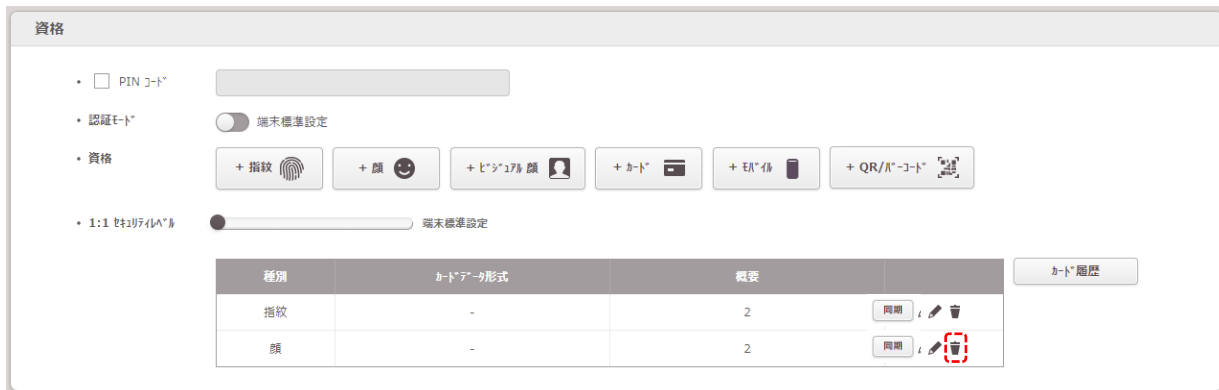 資格
• PIN ｺｰﾄﾞ
• 認証ﾓｰﾄﾞ 端末標準設定
• 資格 + 指紋 + 顔 + ﾋﾞｼﾞｭｱﾙ 顔 + ｶｰﾄﾞ + ﾓﾊﾞｲﾙ + QR/ﾊﾞｰｺｰﾄﾞ
• 1:1 ｾｷｭﾘﾃｨﾚﾍﾞﾙ 端末標準設定
種別 ｶｰﾄﾞﾃﾞｰﾀ形式 概要 ｶｰﾄﾞ履歴
指紋 - 2 同期
顔 - 2 同期